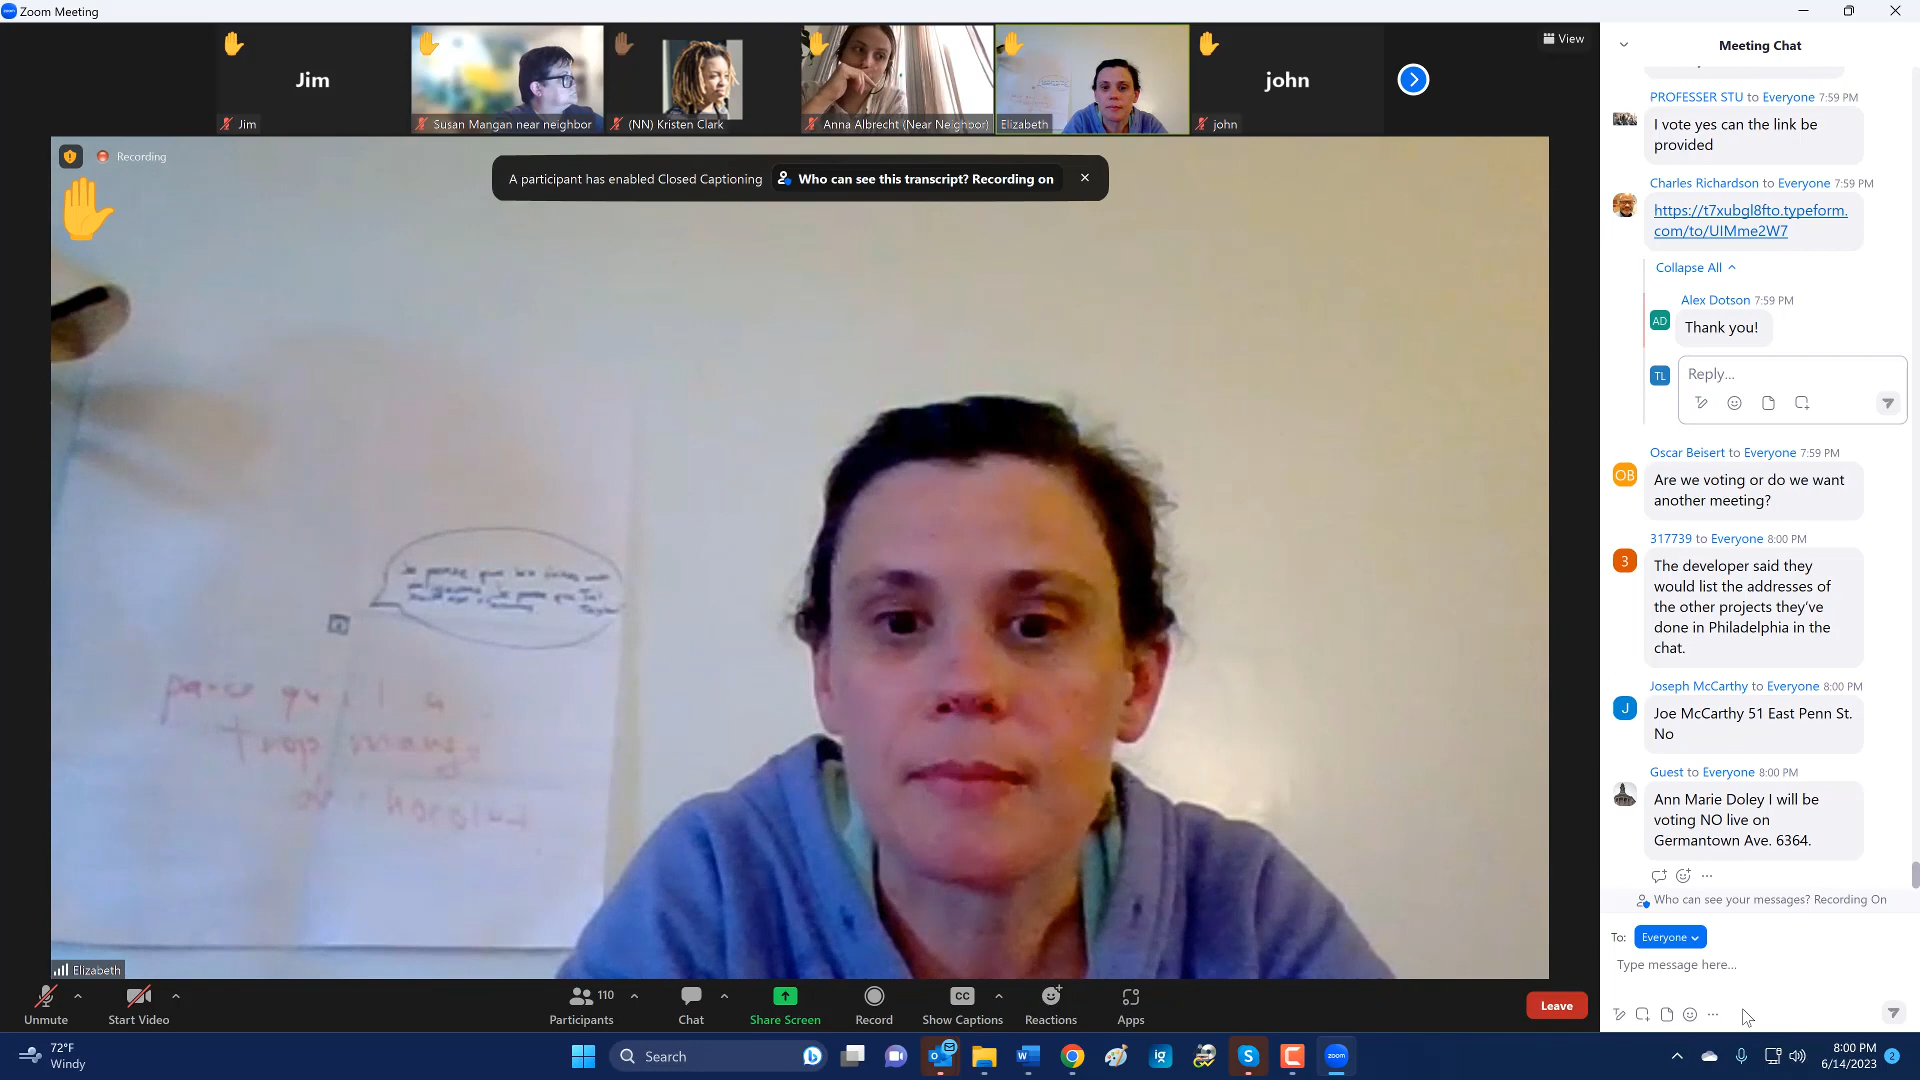 Zoom Meeting
Jim
Jim
Susan Mangan near neighbor
(NN) Kristen Clark
Anna Albrecht (Near Neighbor)
Elizabeth
john
john
View
Recording
A participant has enabled Closed Captioning
Who can see this transcript? Recording on
trop
Elizabeth
Unmute
Start Video
110
Participants
Chat
Share Screen
Record
CC
Show Captions
Reactions
Apps
Leave
Meeting Chat
PROFESSER STU to Everyone 7:59 PM
I vote yes can the link be
provided
Charles Richardson to Everyone 7:59 PM
https://t7xubgl8fto.typeform.
com/to/UIMme2W7
Collapse All
Alex Dotson 7:59 PM
AD
Thank you!
TL
Reply...
Oscar Beisert to Everyone 7:59 PM
OB
Are we voting or do we want
another meeting?
317739 to Everyone 8:00 PM
3
The developer said they
would list the addresses of
the other projects they've
done in Philadelphia in the
chat.
Joseph McCarthy to Everyone 8:00 PM
J
Joe McCarthy 51 East Penn St.
No
Guest to Everyone 8:00 PM
Ann Marie Doley I will be
voting NO live on
Germantown Ave. 6364.
Who can see your messages? Recording On
To: Everyone
Type message here...
72°F
Windy
Search
zoom
8:00 PM
6/14/2023
2